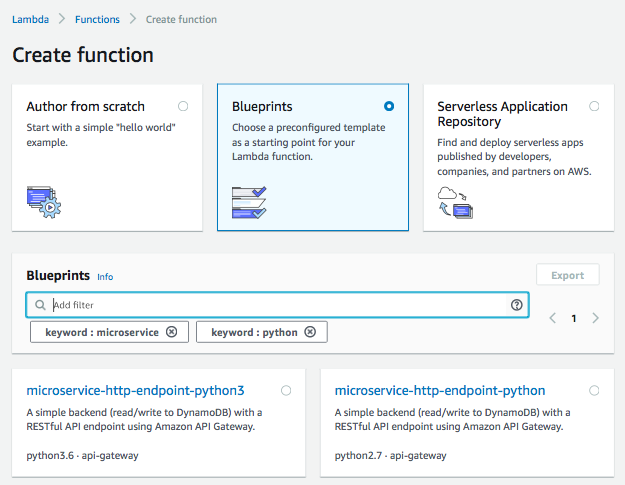 Lambda > Functions > Create function
Create function
Author from scratch
Start with a simple "hello world"
example.
Blueprints
Choose a preconfigured template
as a starting point for your
Lambda function.
Serverless Application
Repository
Find and deploy serverless apps
published by developers,
companies, and partners on AWS.
Blueprints Info
Export
Add filter
1
keyword : microservice
keyword : python
microservice-http-endpoint-python3
A simple backend (read/write to DynamoDB) with a
RESTful API endpoint using Amazon API Gateway.
python3.6 · api-gateway
microservice-http-endpoint-python
A simple backend (read/write to DynamoDB) with a
RESTful API endpoint using Amazon API Gateway.
python2.7 · api-gateway